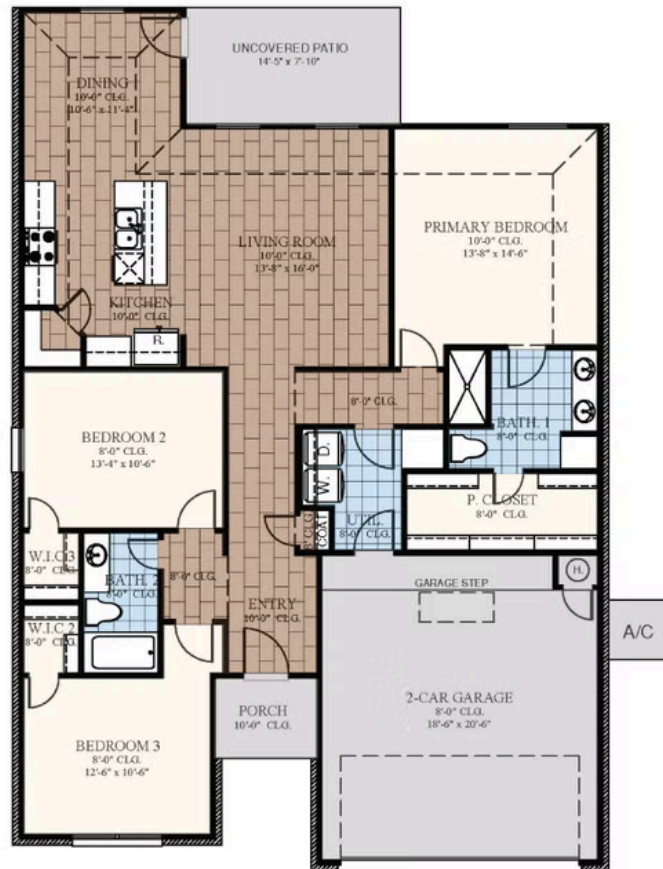 UNCOVERED PATIO
14'-5" x 7'-10"
DINING
10'-0" CLG.
10'-6" x 11'-4"
LIVING ROOM
10'-0" CLG.
13'-8" x 16'-0"
PRIMARY BEDROOM
10'-0" CLG.
13'-8" x 14'-6"
KITCHEN
10'-0" CLG.
R.
8'-0" CLG.
BATH. 1
8'-0" CLG.
BEDROOM 2
8'-0" CLG.
13'-4" x 10'-6"
D.
W.
UTIL.
8'-0" CLG.
P. CLOSET
8'-0" CLG.
COAT
8' CLG.
W.I.C 3
8'-0" CLG.
BATH. 2
8'-0" CLG.
8'-0" CLG.
ENTRY
10'-0" CLG.
W.I.C 2
8'-0" CLG.
GARAGE STEP
H.
A/C
2-CAR GARAGE
8'-0" CLG.
18'-6" x 20'-6"
PORCH
10'-0" CLG.
BEDROOM 3
8'-0" CLG.
12'-6" x 10'-6"